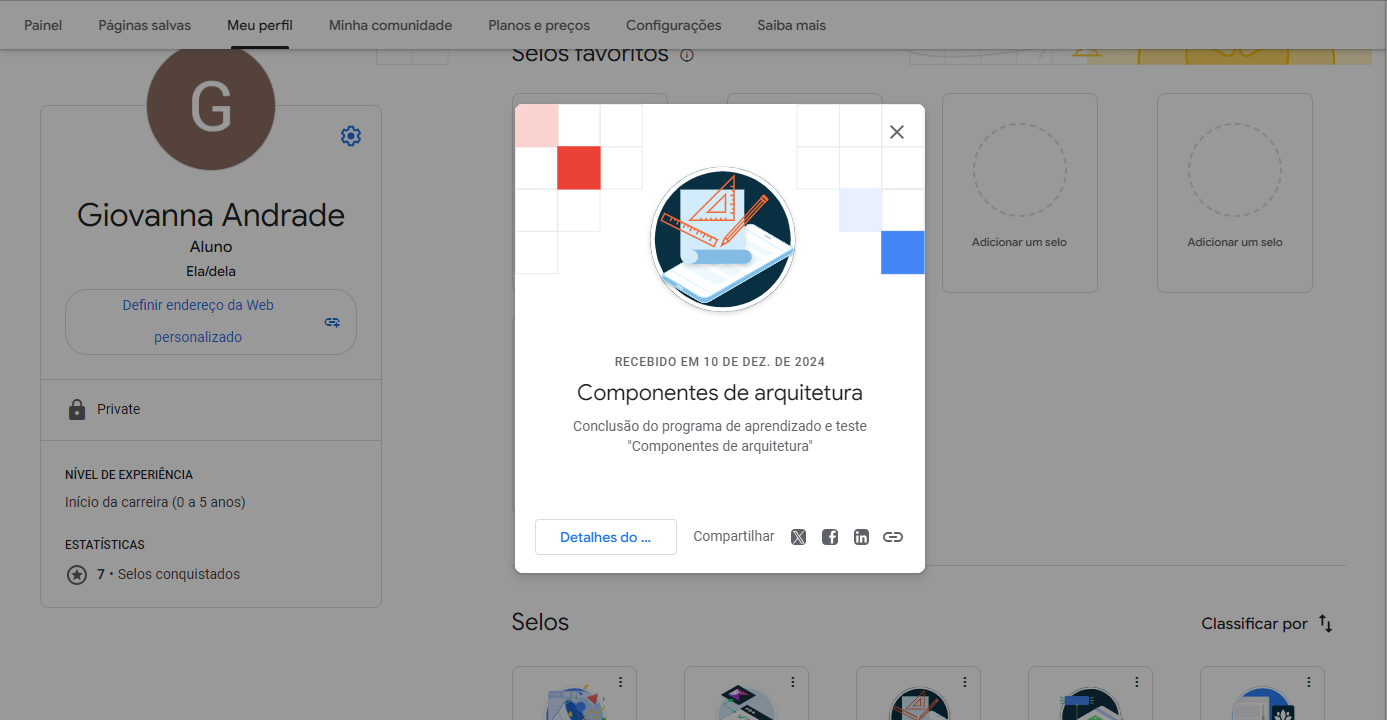 Painel
Páginas salvas
Meu perfil
Minha comunidade
Planos e preços
Configurações
Saiba mais
Selos favoritos
G
Giovanna Andrade
Aluno
Ela/dela
Definir endereço da Web
personalizado
Private
NÍVEL DE EXPERIÊNCIA
Início da carreira (0 a 5 anos)
ESTATÍSTICAS
7 • Selos conquistados
Adicionar um selo
Adicionar um selo
RECEBIDO EM 10 DE DEZ. DE 2024
Componentes de arquitetura
Conclusão do programa de aprendizado e teste
"Componentes de arquitetura"
Detalhes do ...
Compartilhar
Selos
Classificar por